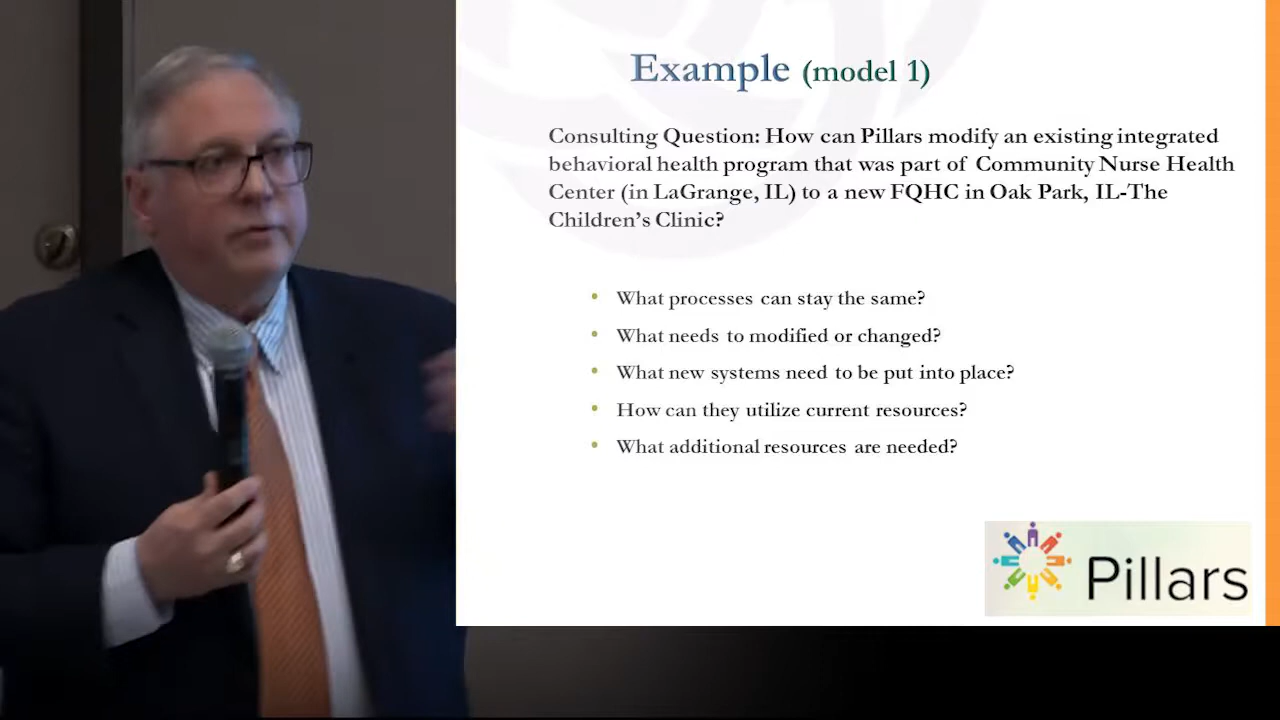 Example (model 1)
Consulting Question: How can Pillars modify an existing integrated
behavioral health program that was part of Community Nurse Health
Center (in LaGrange, IL) to a new FQHC in Oak Park, IL-The
Children's Clinic?
• What processes can stay the same?
• What needs to modified or changed?
• What new systems need to be put into place?
• How can they utilize current resources?
• What additional resources are needed?
Pillars